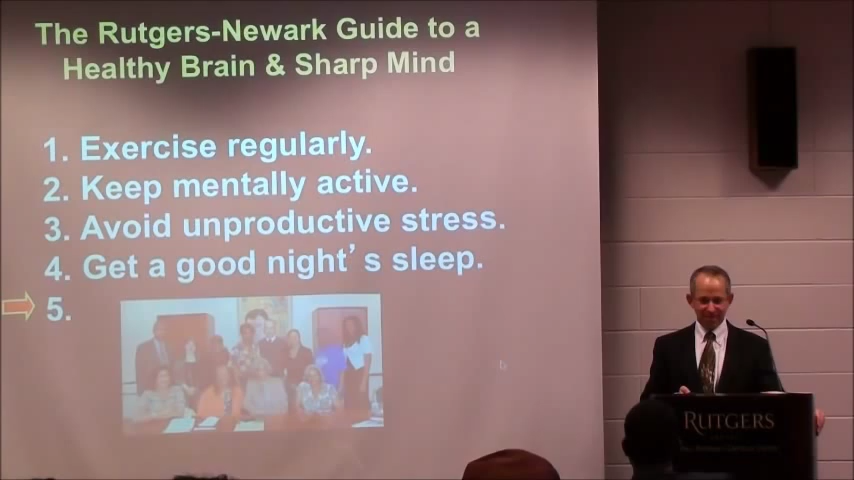 The Rutgers-Newark Guide to a
Healthy Brain & Sharp Mind
1. Exercise regularly.
2. Keep mentally active.
3. Avoid unproductive stress.
4. Get a good night's sleep.
5.
RUTGERS